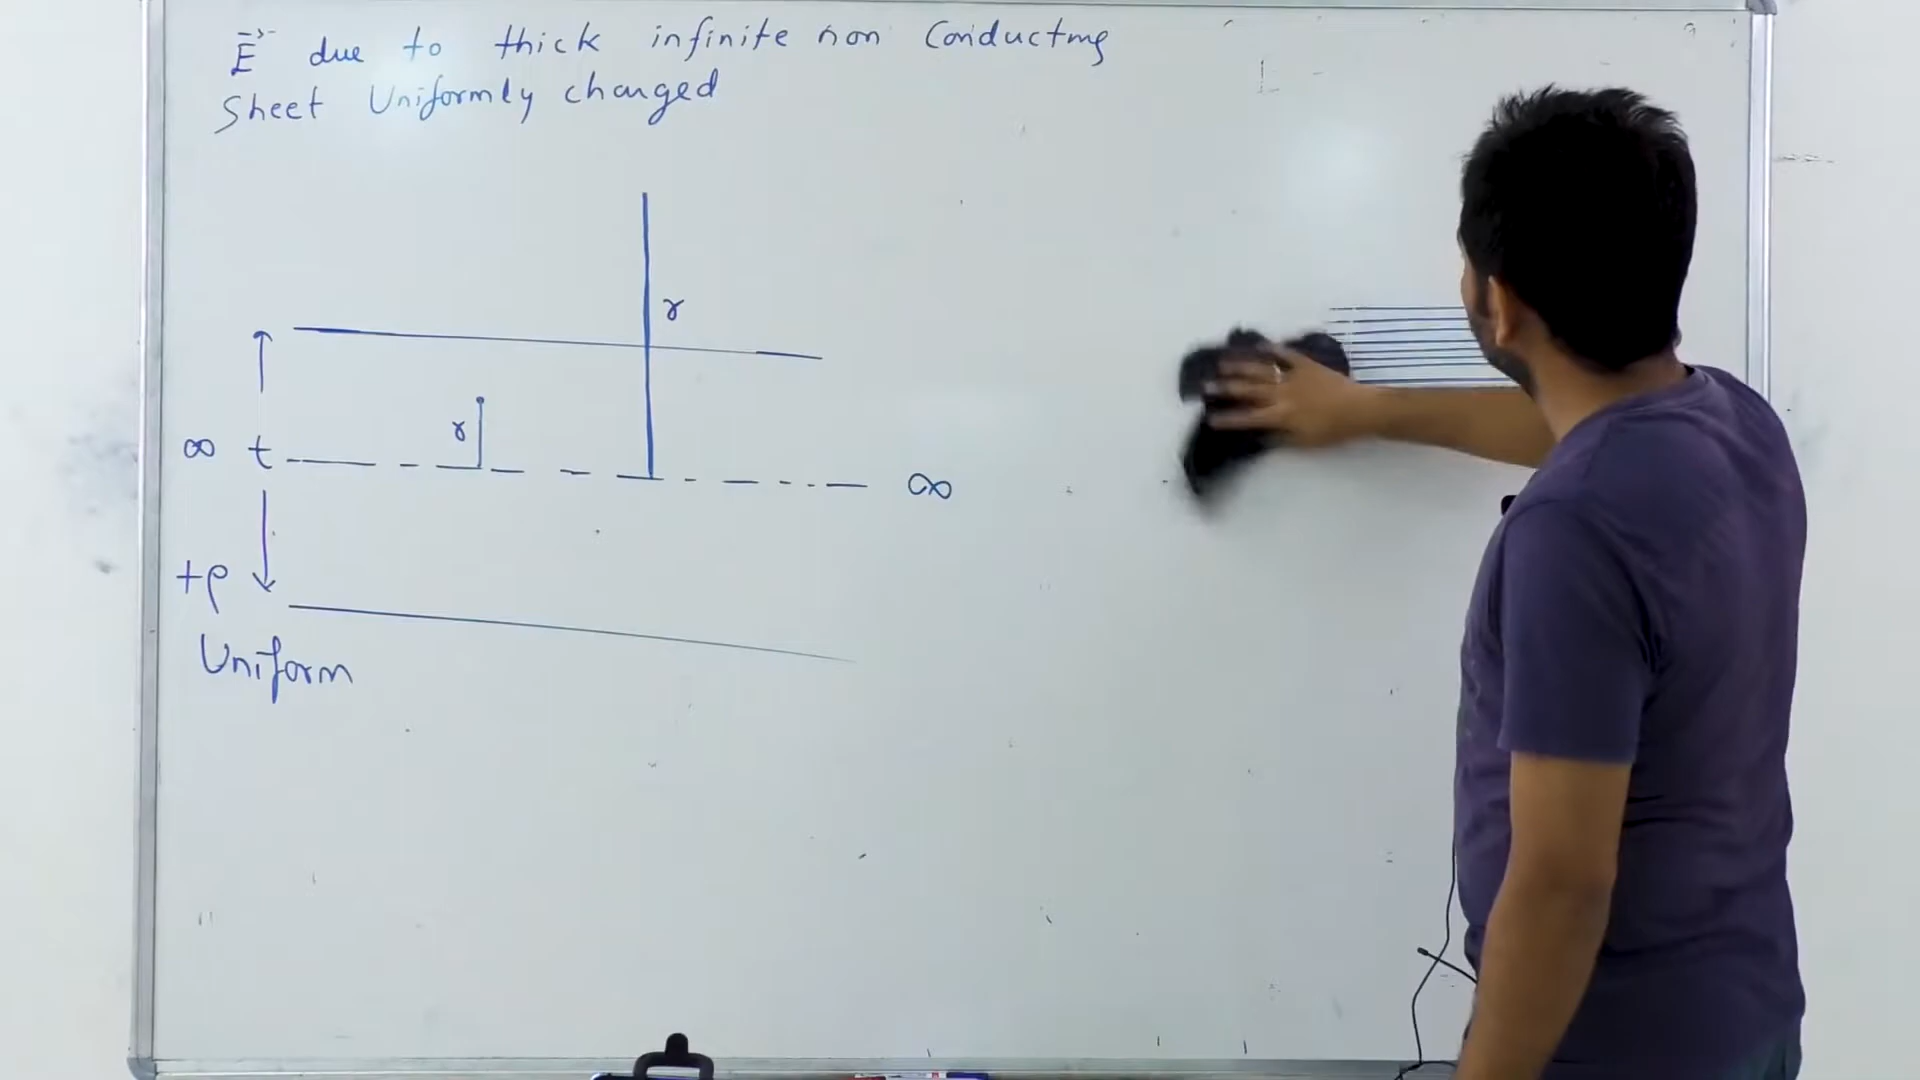 E due to thick infinite non Conducting
Sheet Uniformly charged
r
r
∞ t ∞
+ρ
Uniform